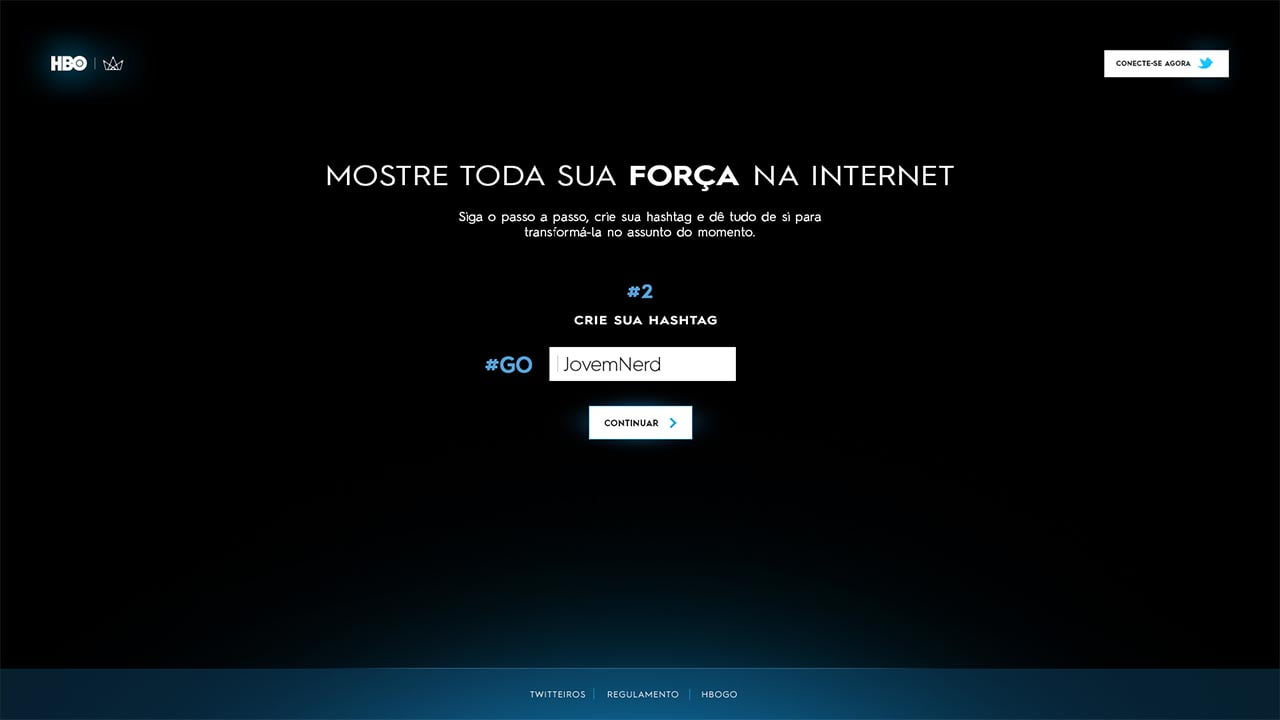 HBO
CONECTE-SE AGORA
MOSTRE TODA SUA FORÇA NA INTERNET
Siga o passo a passo, crie sua hashtag e dê tudo de si para
transformá-la no assunto do momento.
#2
CRIE SUA HASHTAG
#GO JovemNerd
CONTINUAR
TWITTEIROS | REGULAMENTO | HBOGO